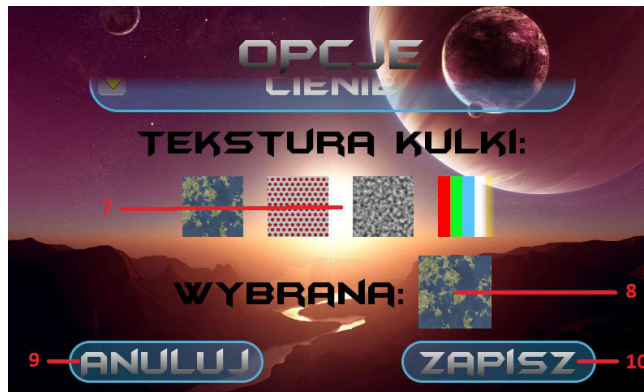 OPCJE
CIENIE
TEKSTURA KULKI:
7
WYBRANA:
8
9
ANULUJ
ZAPISZ
10